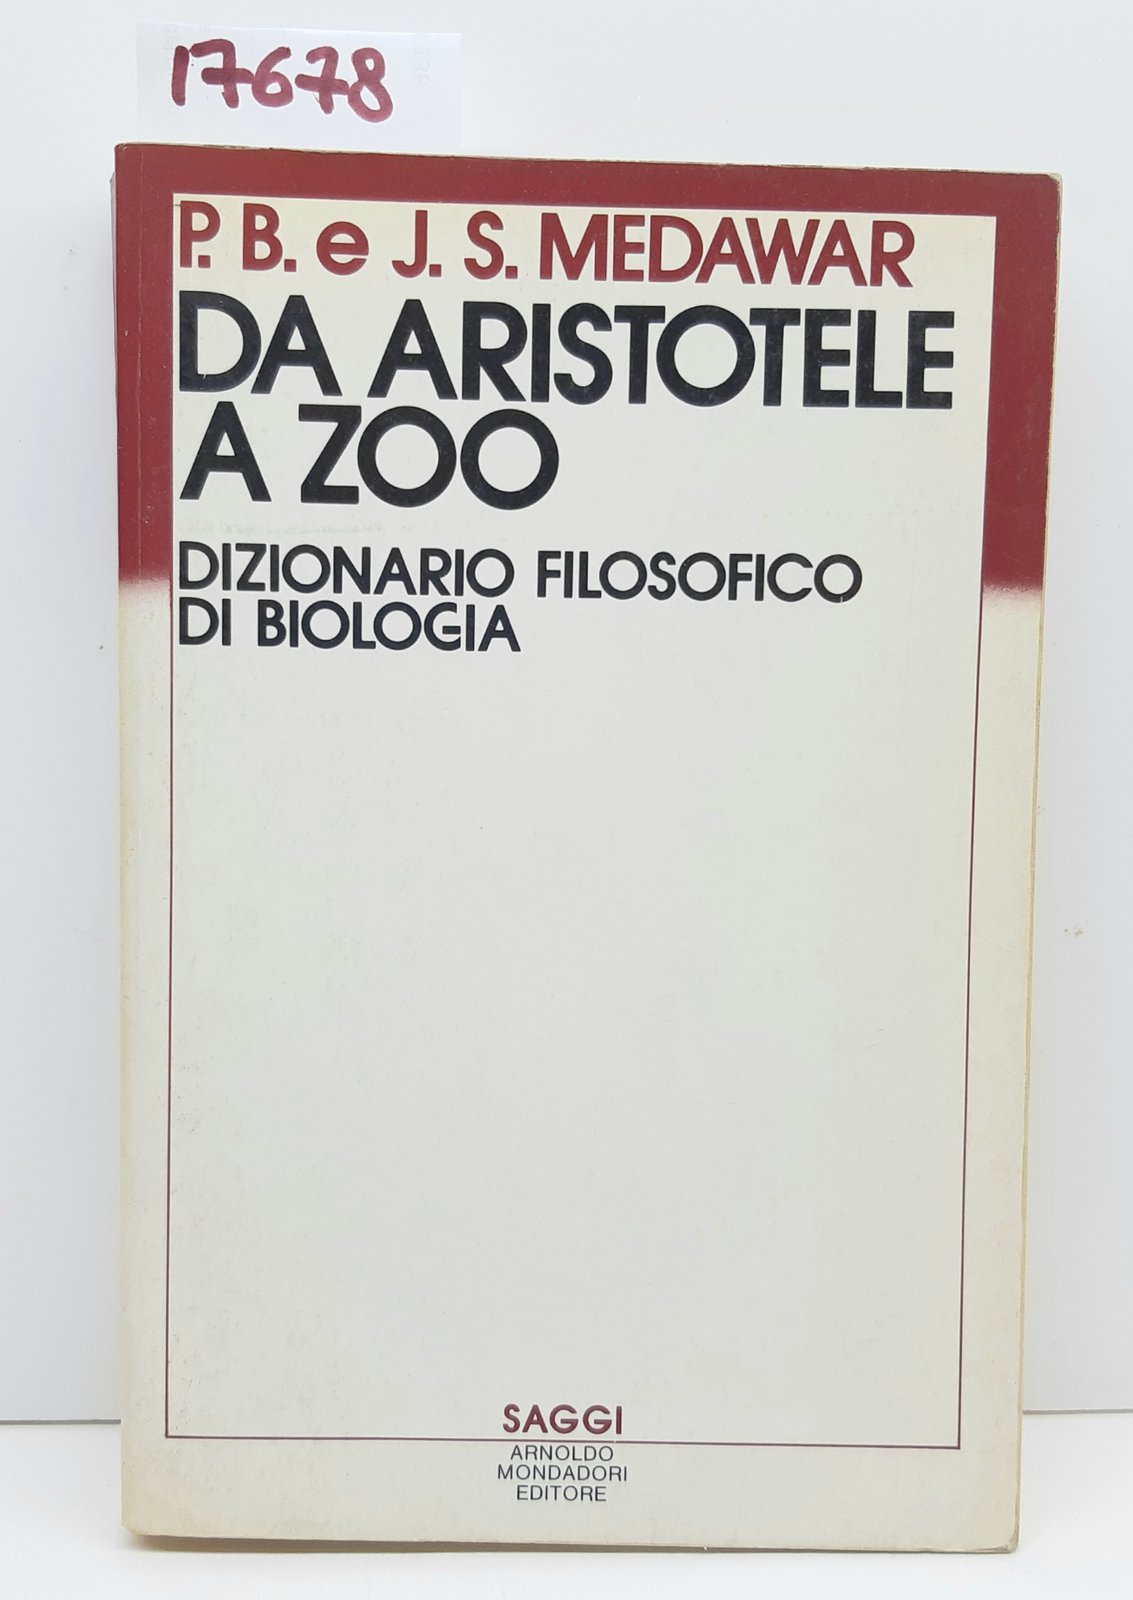 17678
P. B. e J. S. MEDAWAR
DA ARISTOTELE
A ZOO
DIZIONARIO FILOSOFICO
DI BIOLOGIA
SAGGI
ARNOLDO
MONDADORI
EDITORE